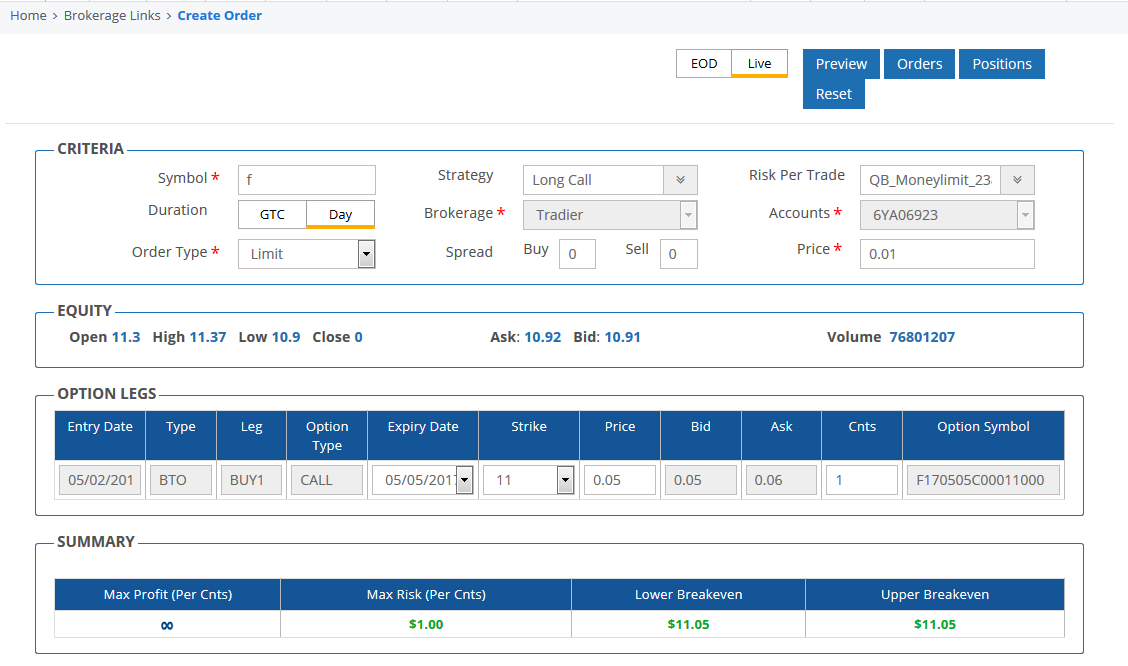 Home > Brokerage Links > Create Order
EOD Live Preview Orders Positions
Reset
CRITERIA
Symbol * f Strategy Long Call Risk Per Trade QB_Moneylimit_23
Duration GTC Day Brokerage * Tradier Accounts * 6YA06923
Order Type * Limit Spread Buy 0 Sell 0 Price * 0.01
EQUITY
Open 11.3 High 11.37 Low 10.9 Close 0 Ask: 10.92 Bid: 10.91 Volume 76801207
OPTION LEGS
Entry Date Type Leg Option Type Expiry Date Strike Price Bid Ask Cnts Option Symbol
05/02/201 BTO BUY1 CALL 05/05/2017 11 0.05 0.05 0.06 1 F170505C00011000
SUMMARY
Max Profit (Per Cnts) Max Risk (Per Cnts) Lower Breakeven Upper Breakeven
∞ $1.00 $11.05 $11.05